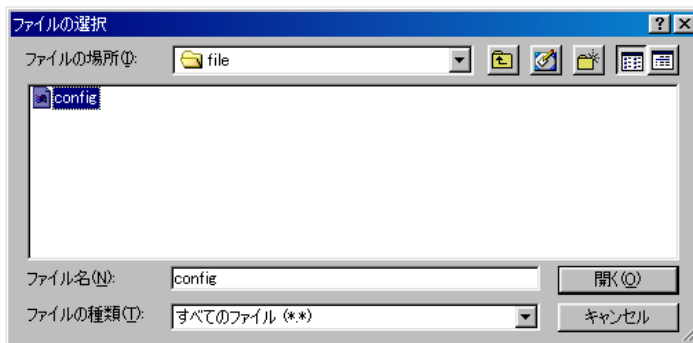 ファイルの選択
ファイルの場所(I): file
config
ファイル名(N): config 開く(O)
ファイルの種類(T): すべてのファイル (*.*) キャンセル